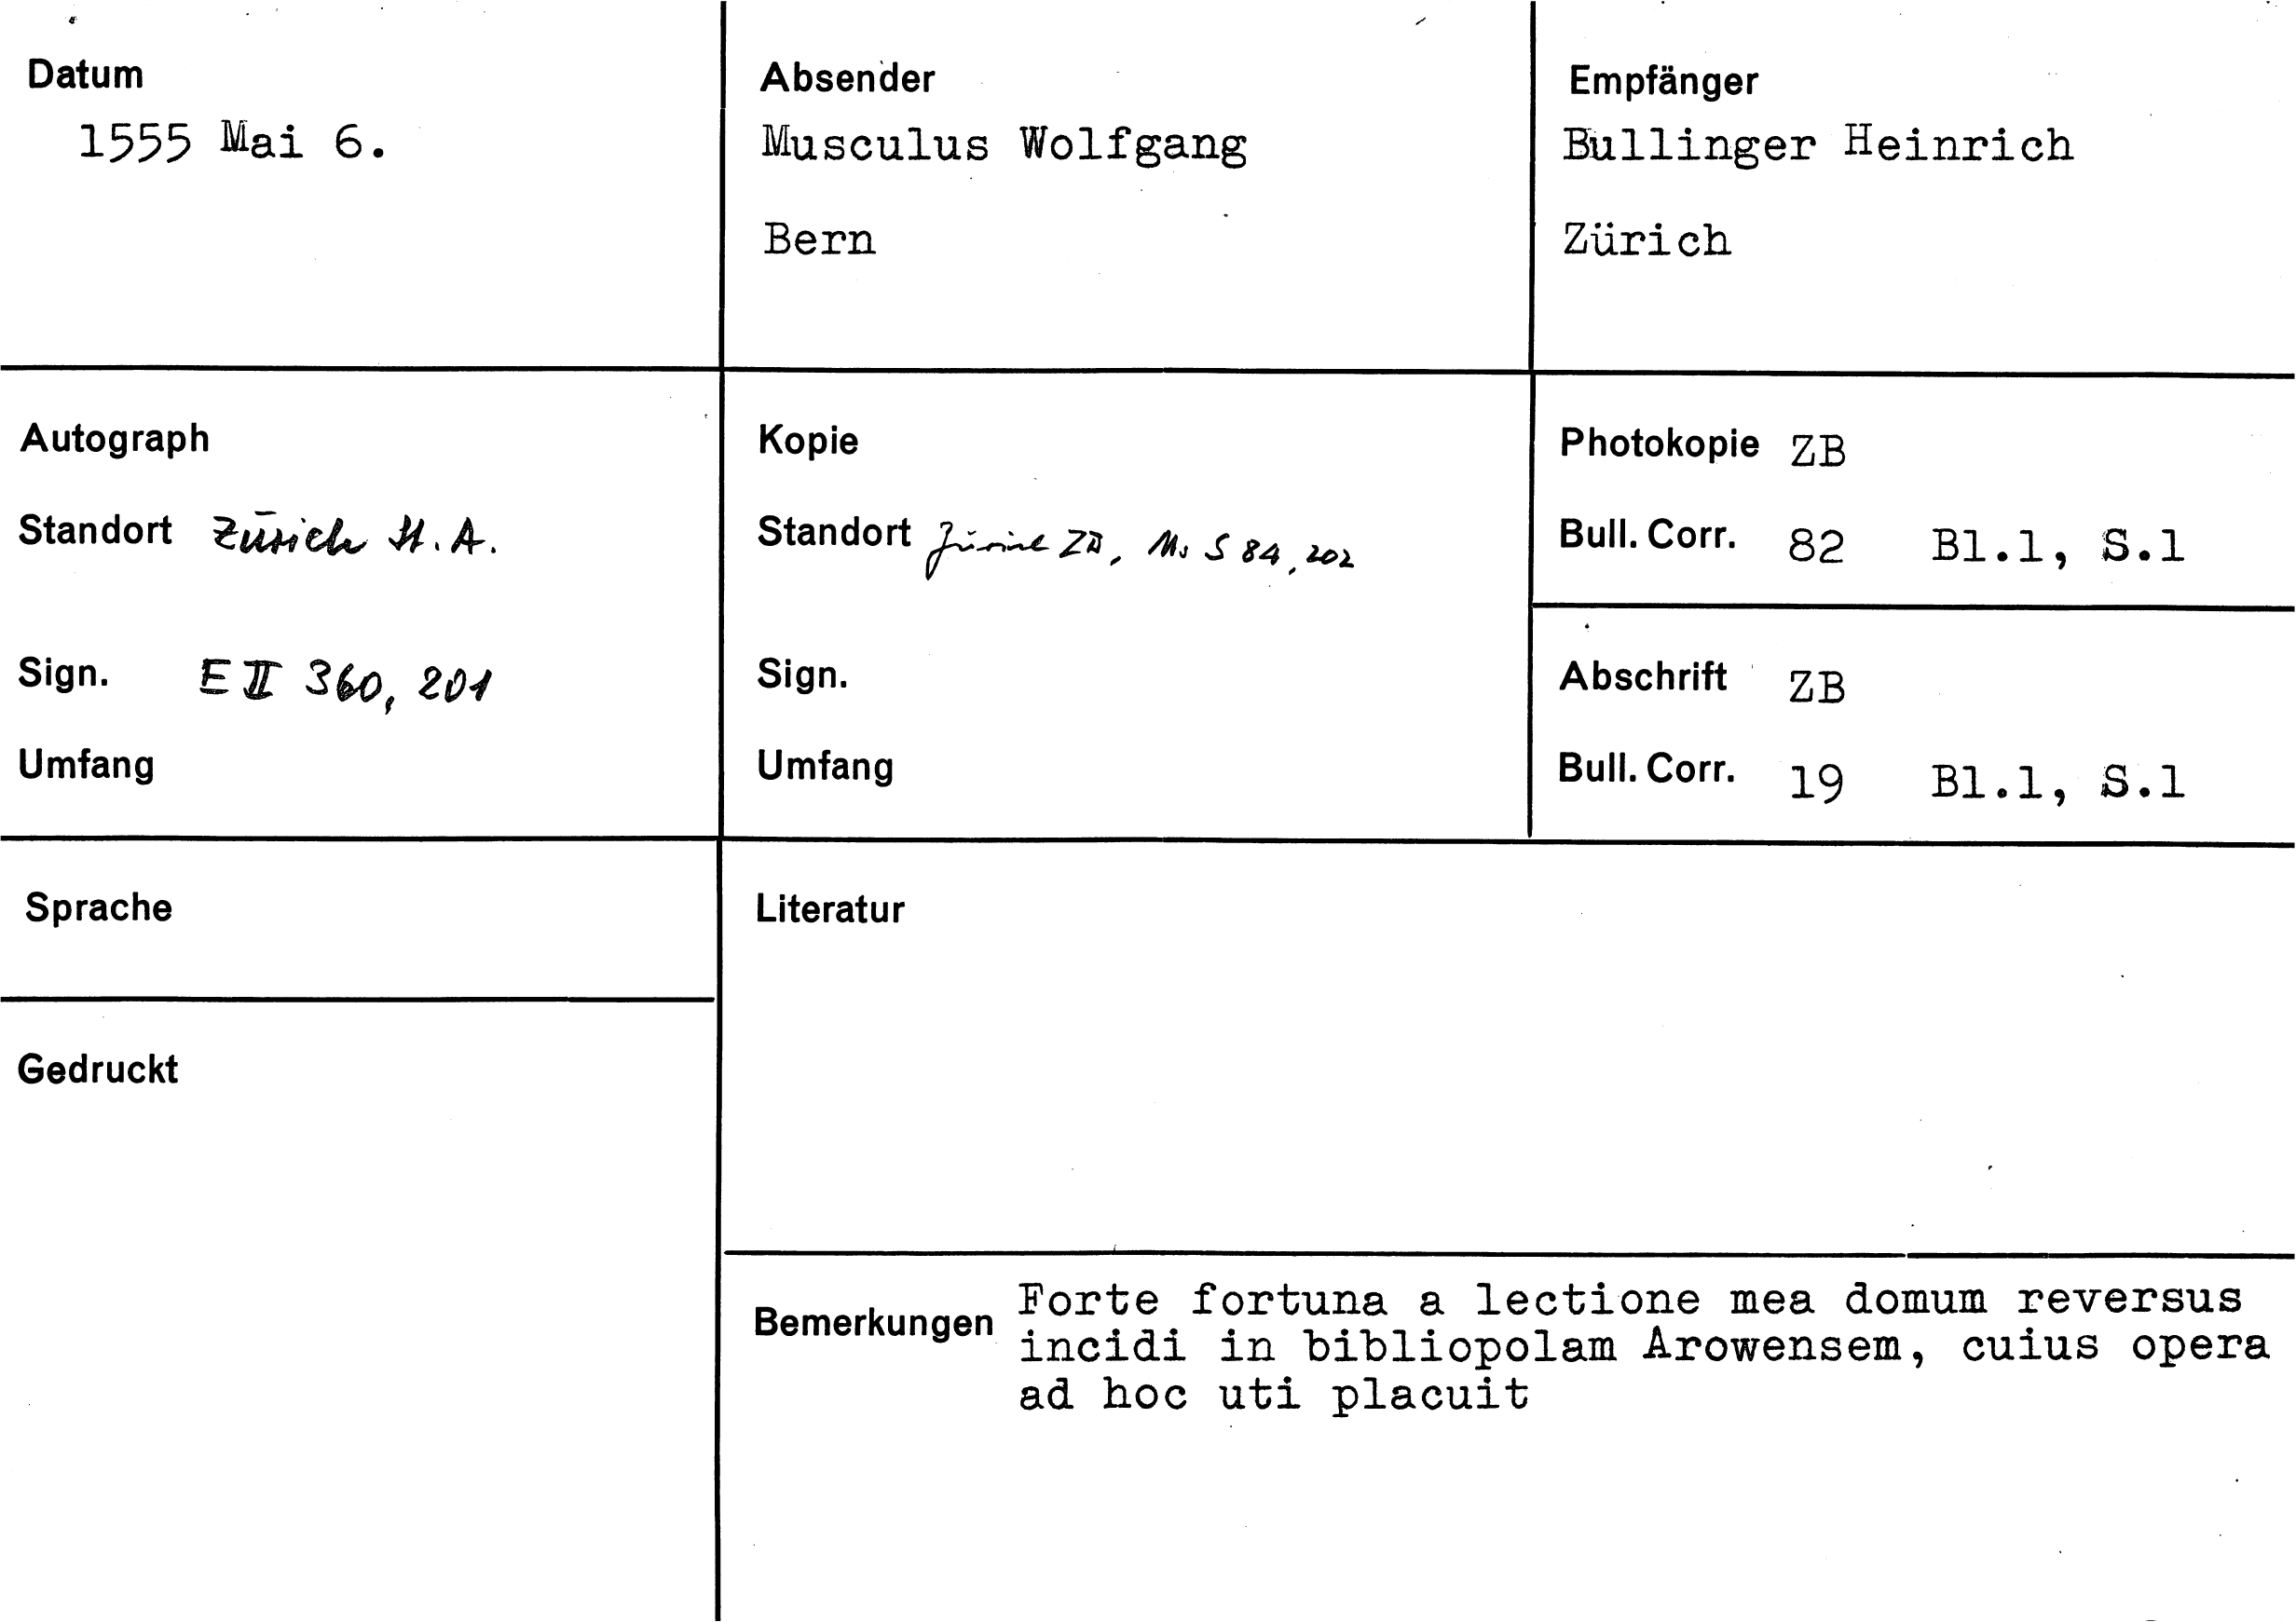 Datum
1555 Mai 6.
Absender
Musculus Wolfgang
Bern
Empfänger
Bullinger Heinrich
Zürich
Autograph
Standort Zürich St. A.
Sign. E II 360, 201
Umfang
Kopie
Standort Zürich ZB, Ms S 84, 202
Sign.
Umfang
Photokopie ZB
Bull. Corr. 82 Bl.1, S.1
Abschrift ZB
Bull. Corr. 19 Bl.1, S.1
Sprache
Gedruckt
Literatur
Bemerkungen Forte fortuna a lectione mea domum reversus
incidi in bibliopolam Arowensem, cuius opera
ad hoc uti placuit